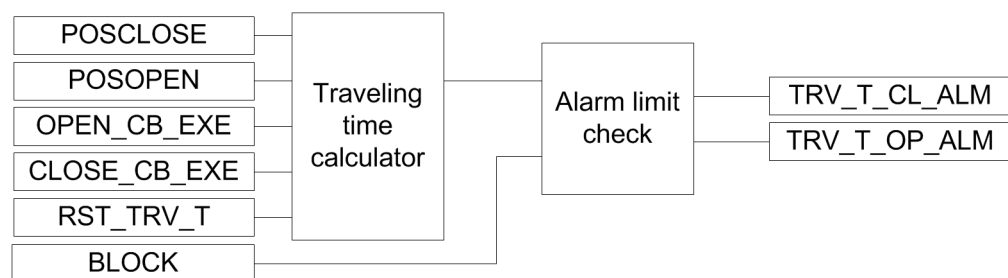 POSCLOSE
POSOPEN
OPEN_CB_EXE
CLOSE_CB_EXE
RST_TRV_T
BLOCK
Traveling
time
calculator
Alarm limit
check
TRV_T_CL_ALM
TRV_T_OP_ALM